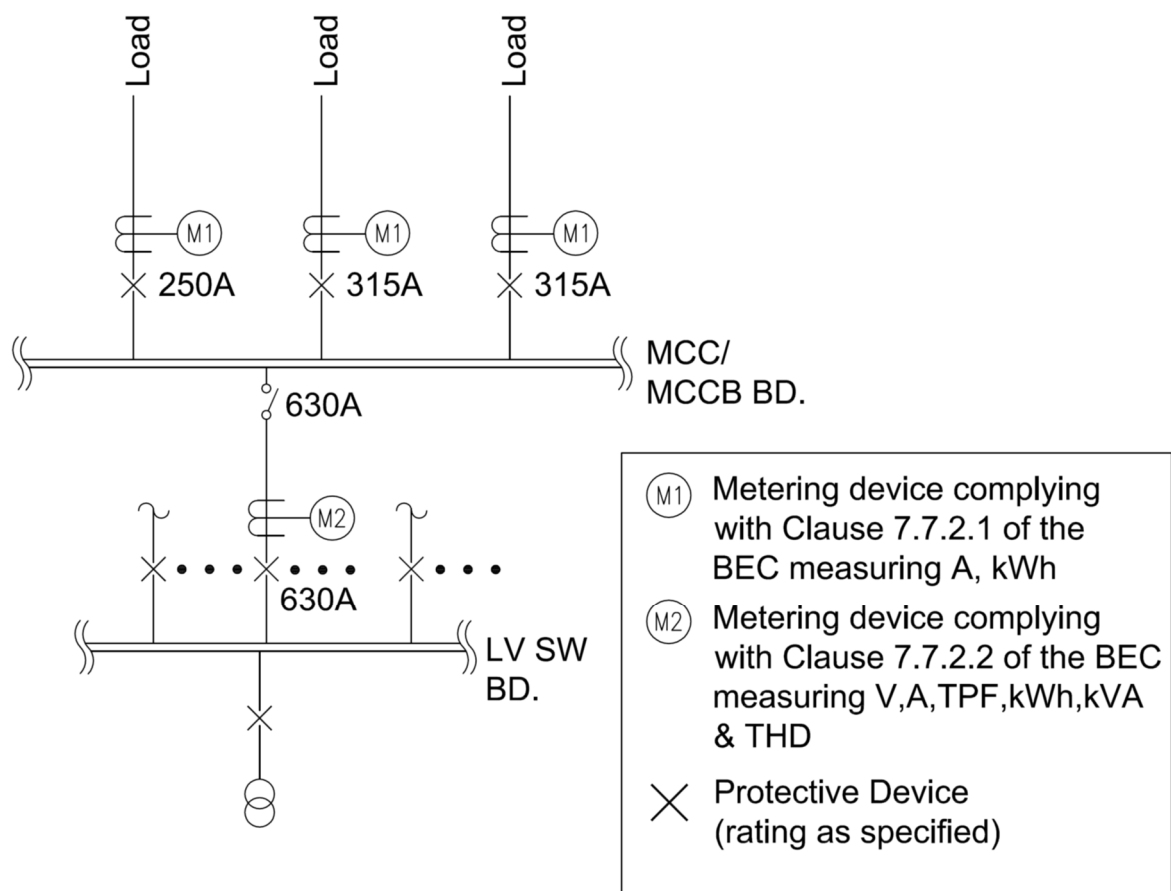 Load
Load
Load
M1
M1
M1
250A
315A
315A
MCC/
MCCB BD.
630A
M2
630A
LV SW
BD.
M1 Metering device complying
with Clause 7.7.2.1 of the
BEC measuring A, kWh
M2 Metering device complying
with Clause 7.7.2.2 of the BEC
measuring V,A,TPF,kWh,kVA
& THD
Protective Device
(rating as specified)